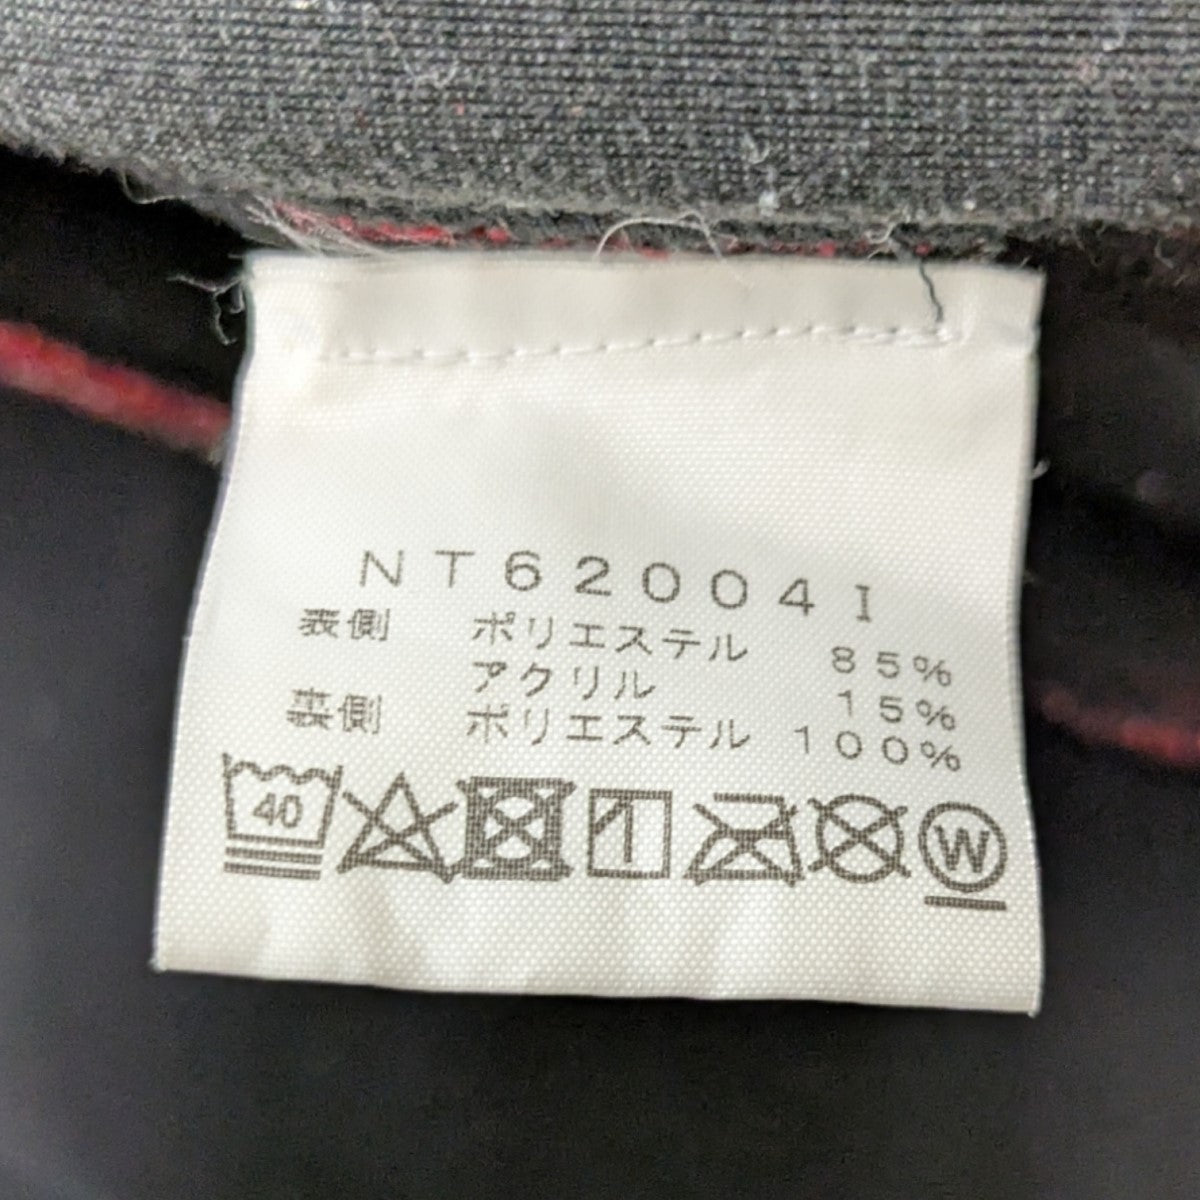 NT62004I
表側 ポリエステル 85%
アクリル 15%
裏側 ポリエステル 100%
40 W